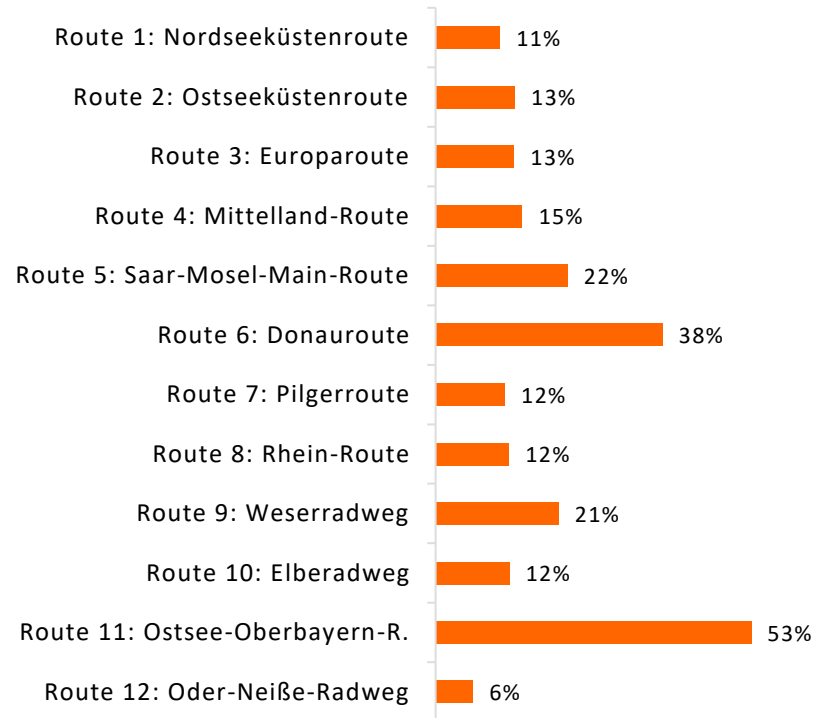 Route 1: Nordseeküstenroute 11%
Route 2: Ostseeküstenroute 13%
Route 3: Europaroute 13%
Route 4: Mittelland-Route 15%
Route 5: Saar-Mosel-Main-Route 22%
Route 6: Donauroute 38%
Route 7: Pilgerroute 12%
Route 8: Rhein-Route 12%
Route 9: Weserradweg 21%
Route 10: Elberadweg 12%
Route 11: Ostsee-Oberbayern-R. 53%
Route 12: Oder-Neiße-Radweg 6%